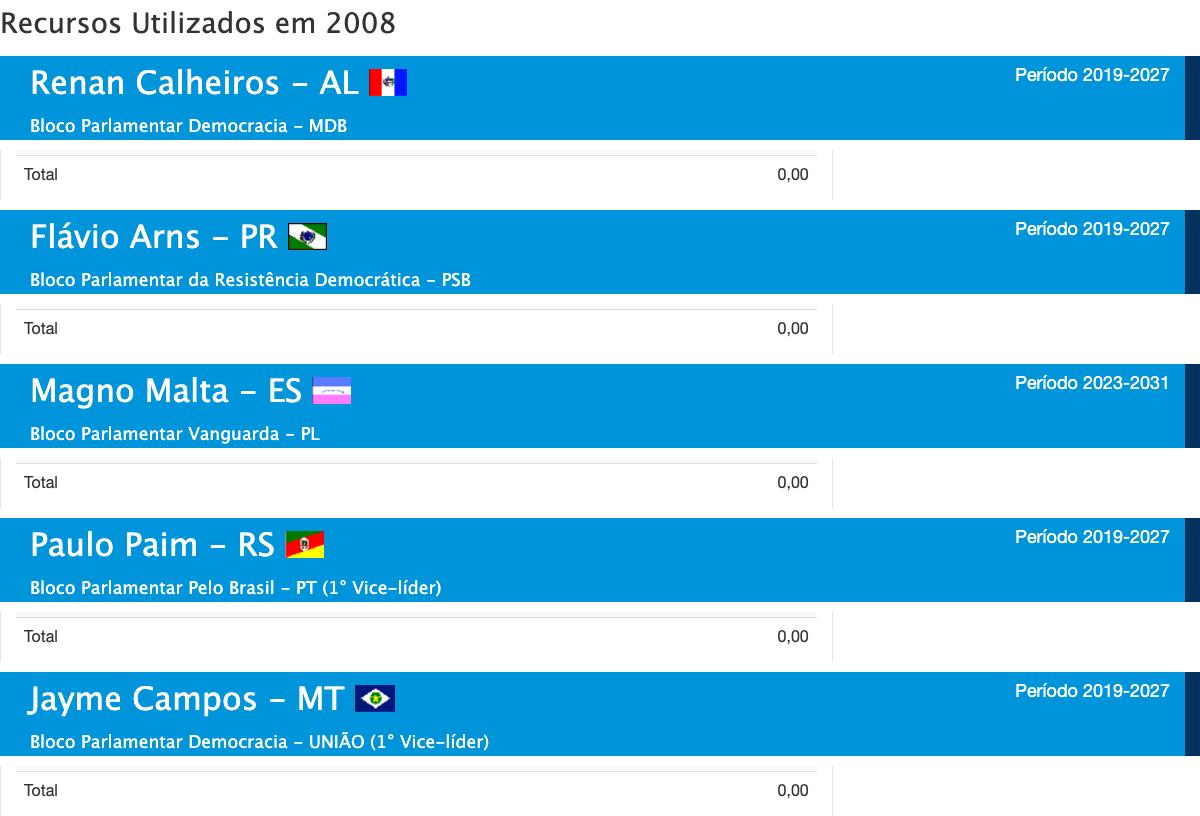 Recursos Utilizados em 2008
Renan Calheiros - AL
Período 2019-2027
Bloco Parlamentar Democracia - MDB
Total 0,00
Flávio Arns - PR
Período 2019-2027
Bloco Parlamentar da Resistência Democrática - PSB
Total 0,00
Magno Malta - ES
Período 2023-2031
Bloco Parlamentar Vanguarda - PL
Total 0,00
Paulo Paim - RS
Período 2019-2027
Bloco Parlamentar Pelo Brasil - PT (1° Vice-líder)
Total 0,00
Jayme Campos - MT
Período 2019-2027
Bloco Parlamentar Democracia - UNIÃO (1° Vice-líder)
Total 0,00